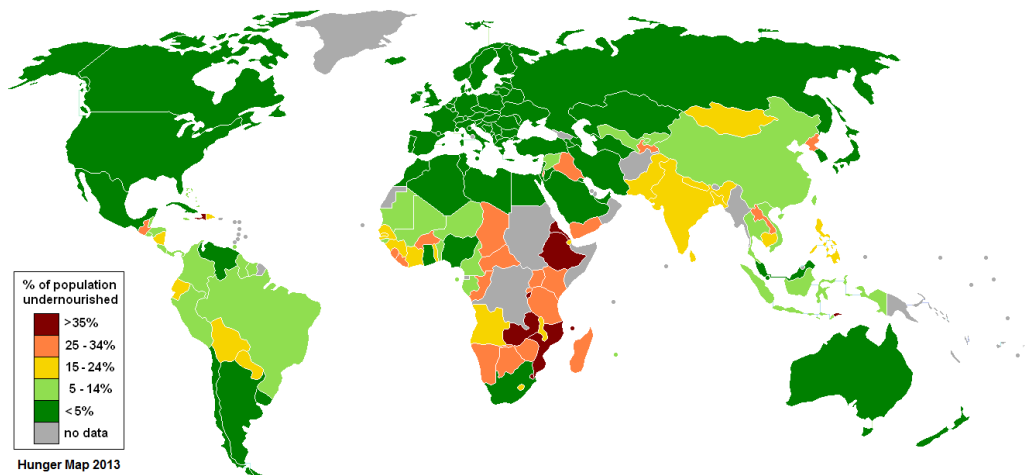 % of population
undernourished
>35%
25 - 34%
15 - 24%
5 - 14%
<5%
no data
Hunger Map 2013